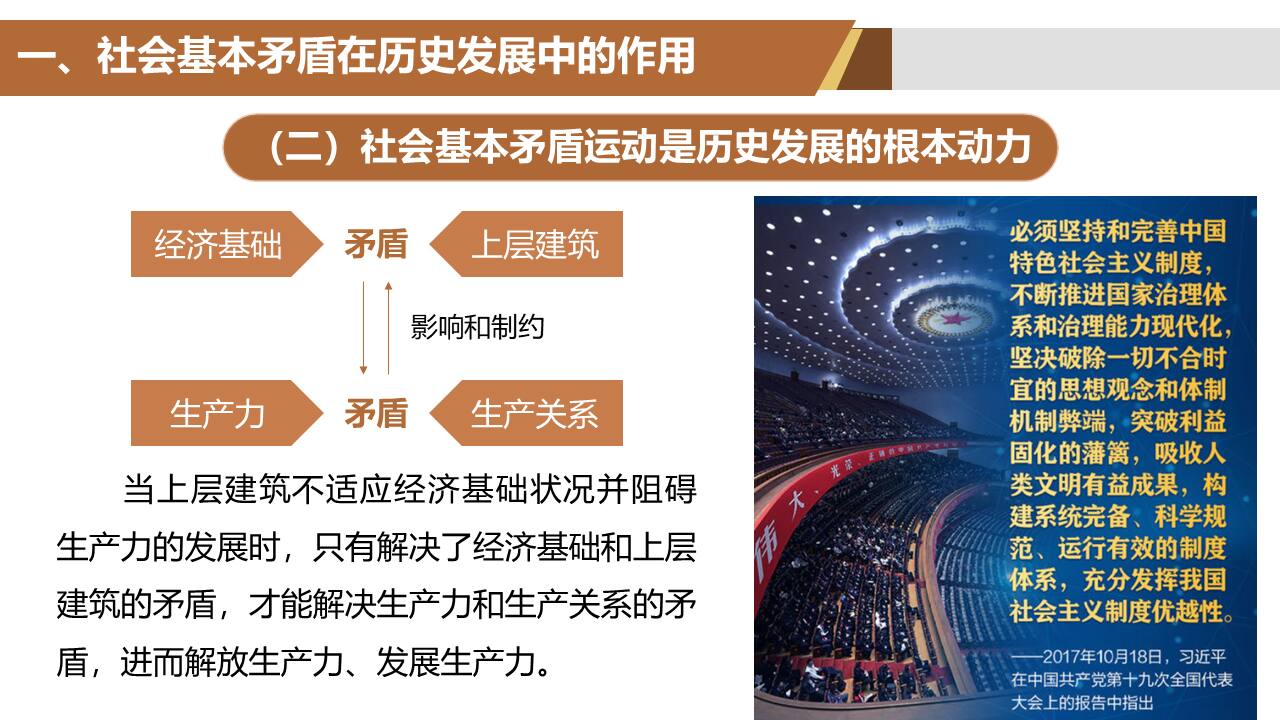 一、社会基本矛盾在历史发展中的作用
（二）社会基本矛盾运动是历史发展的根本动力
经济基础
矛盾
上层建筑
影响和制约
生产力
矛盾
生产关系
当上层建筑不适应经济基础状况并阻碍
生产力的发展时，只有解决了经济基础和上层
建筑的矛盾，才能解决生产力和生产关系的矛
盾，进而解放生产力、发展生产力。
必须坚持和完善中国
特色社会主义制度，
不断推进国家治理体
系和治理能力现代化，
坚决破除一切不合时
宜的思想观念和体制
机制弊端，突破利益
固化的藩篱，吸收人
类文明有益成果，构
建系统完备、科学规
范、运行有效的制度
体系，充分发挥我国
社会主义制度优越性。
——2017年10月18日，习近平
在中国共产党第十九次全国代表
大会上的报告中指出
伟大、光荣、正确的中国共产党